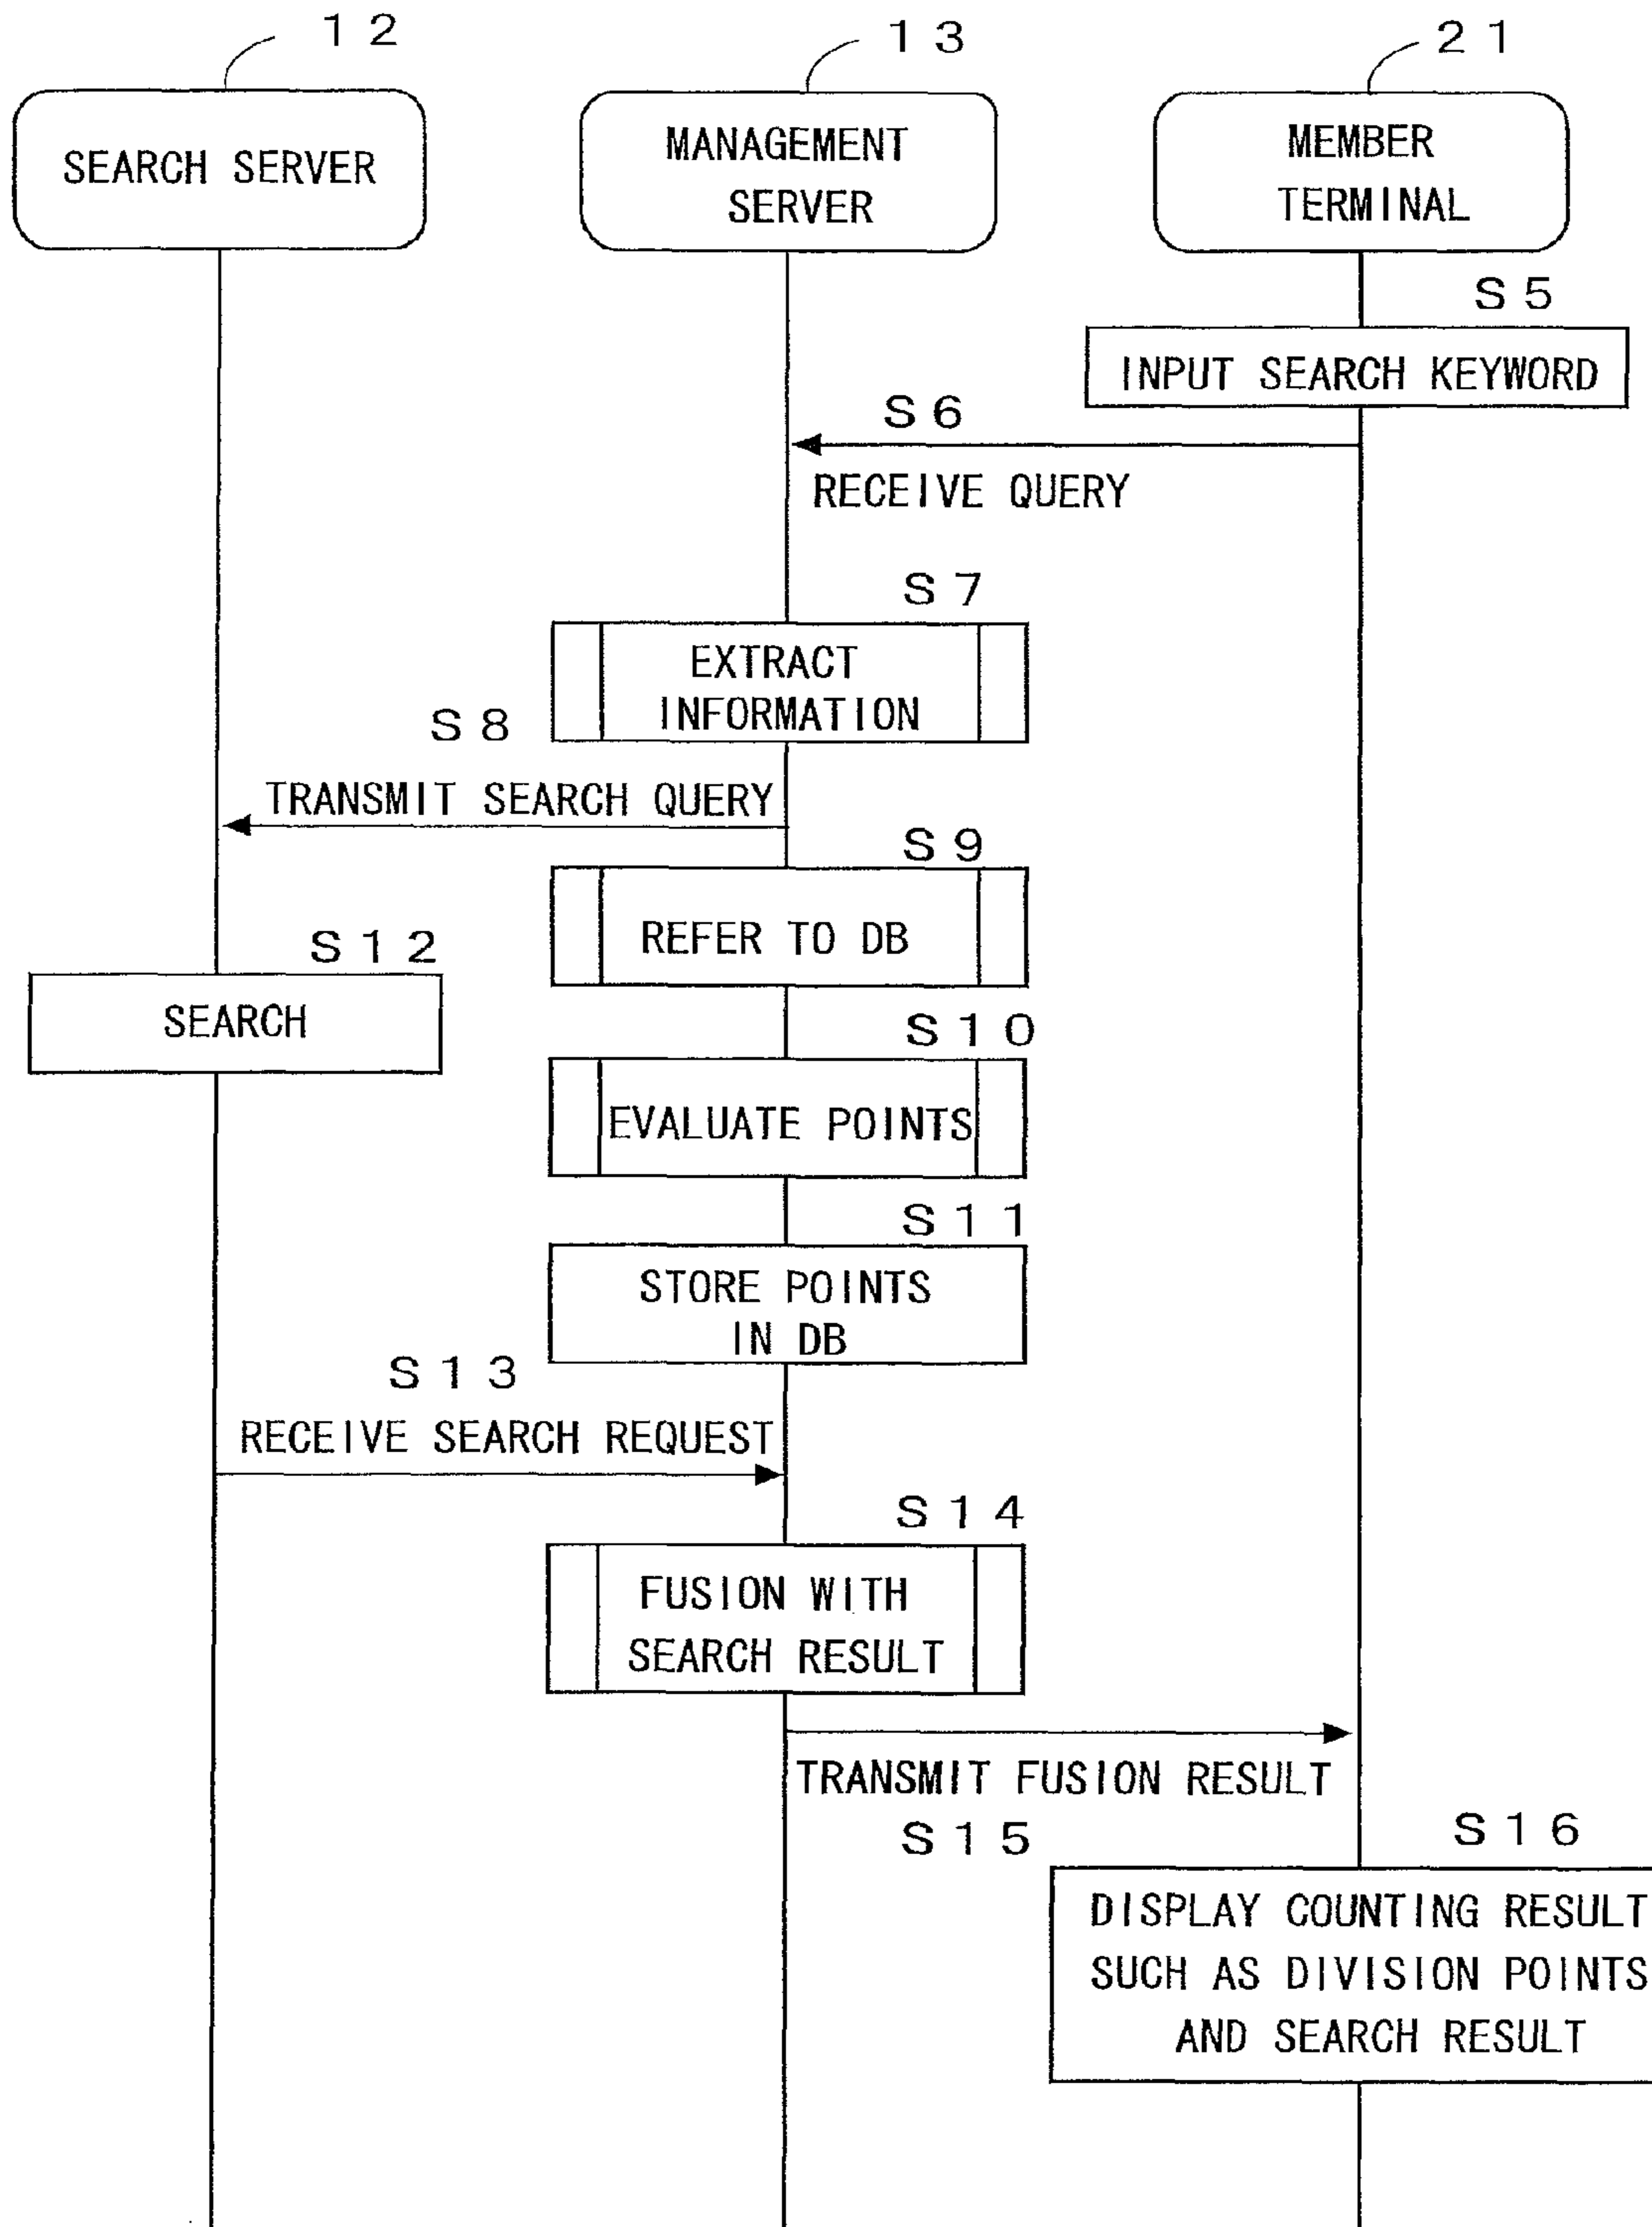 12
13
21
SEARCH SERVER
MANAGEMENT
SERVER
MEMBER
TERMINAL
S5
INPUT SEARCH KEYWORD
S6
RECEIVE QUERY
S7
EXTRACT
INFORMATION
S8
TRANSMIT SEARCH QUERY
S9
REFER TO DB
S12
SEARCH
S10
EVALUATE POINTS
S11
STORE POINTS
IN DB
S13
RECEIVE SEARCH REQUEST
S14
FUSION WITH
SEARCH RESULT
TRANSMIT FUSION RESULT
S15
S16
DISPLAY COUNTING RESULT
SUCH AS DIVISION POINTS
AND SEARCH RESULT